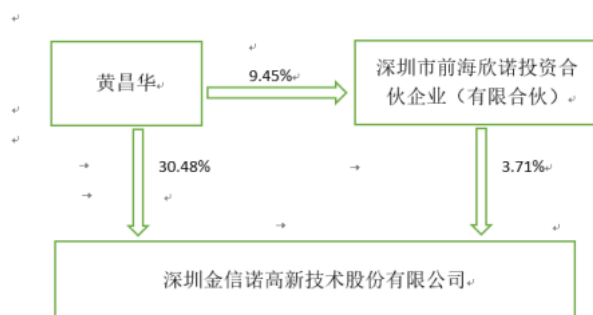 黄昌华
9.45%
深圳市前海欣诺投资合
伙企业（有限合伙）
30.48%
3.71%
深圳金信诺高新技术股份有限公司